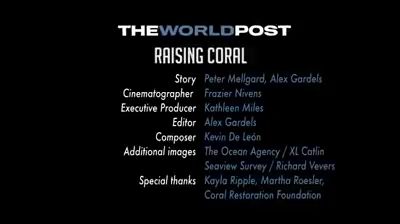 THEWORLDPOST
RAISING CORAL
Story Peter Mellgard, Alex Gardels
Cinematographer Frazier Nivens
Executive Producer Kathleen Miles
Editor Alex Gardels
Composer Kevin De León
Additional images The Ocean Agency / XL Catlin
Seaview Survey / Richard Vevers
Special thanks Kayla Ripple, Martha Roesler,
Coral Restoration Foundation